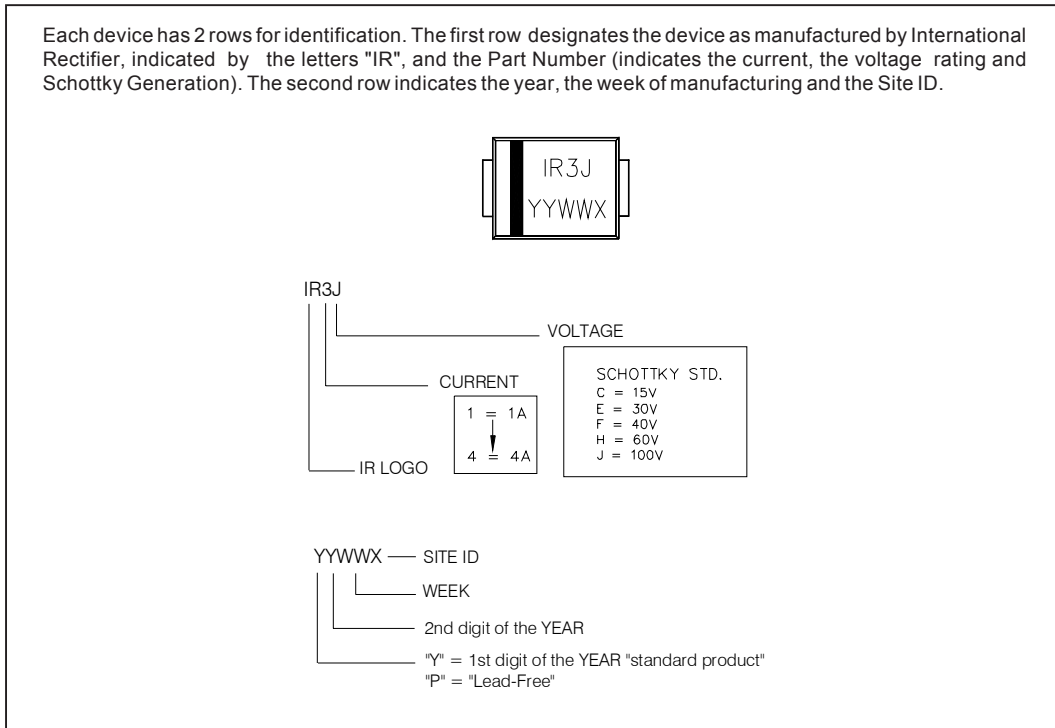 Each device has 2 rows for identification. The first row designates the device as manufactured by International
Rectifier, indicated by the letters "IR", and the Part Number (indicates the current, the voltage rating and
Schottky Generation). The second row indicates the year, the week of manufacturing and the Site ID.
IR3J
YYWWX
IR3J
VOLTAGE
SCHOTTKY STD.
C = 15V
E = 30V
F = 40V
H = 60V
J = 100V
CURRENT
1 = 1A
4 = 4A
IR LOGO
YYWWX
SITE ID
WEEK
2nd digit of the YEAR
"Y" = 1st digit of the YEAR "standard product"
"P" = "Lead-Free"